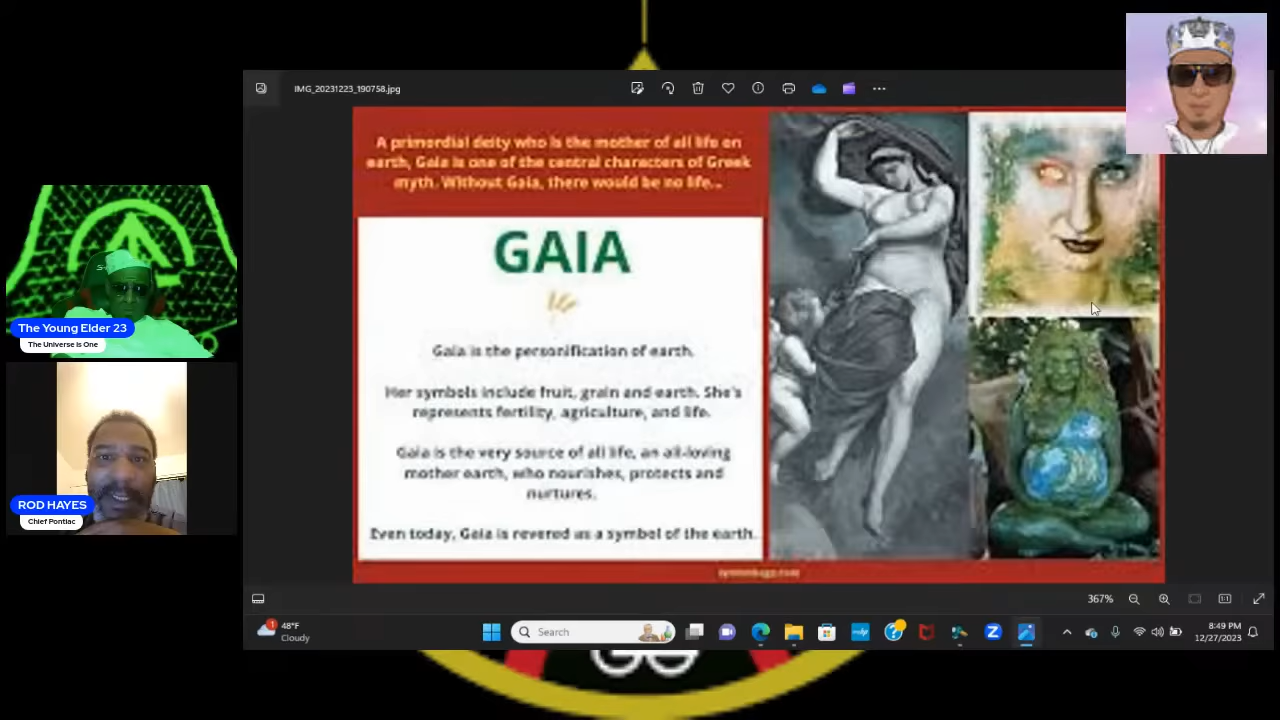 IMG_20231223_190758.jpg
A primordial deity who is the mother of all life on
earth, Gaia is one of the central characters of Greek
myth. Without Gaia, there would be no life...
GAIA
Gaia is the personification of earth.
Her symbols include fruit, grain and earth. She's
represents fertility, agriculture, and life.
Gaia is the very source of all life, an all-loving
mother earth, who nourishes, protects and
nurtures.
Even today, Gaia is revered as a symbol of the earth.
The Young Elder 23
The Universe is One
ROD HAYES
Chief Pontiac
367%
1
48°F
Cloudy
Search
8:49 PM
12/27/2023